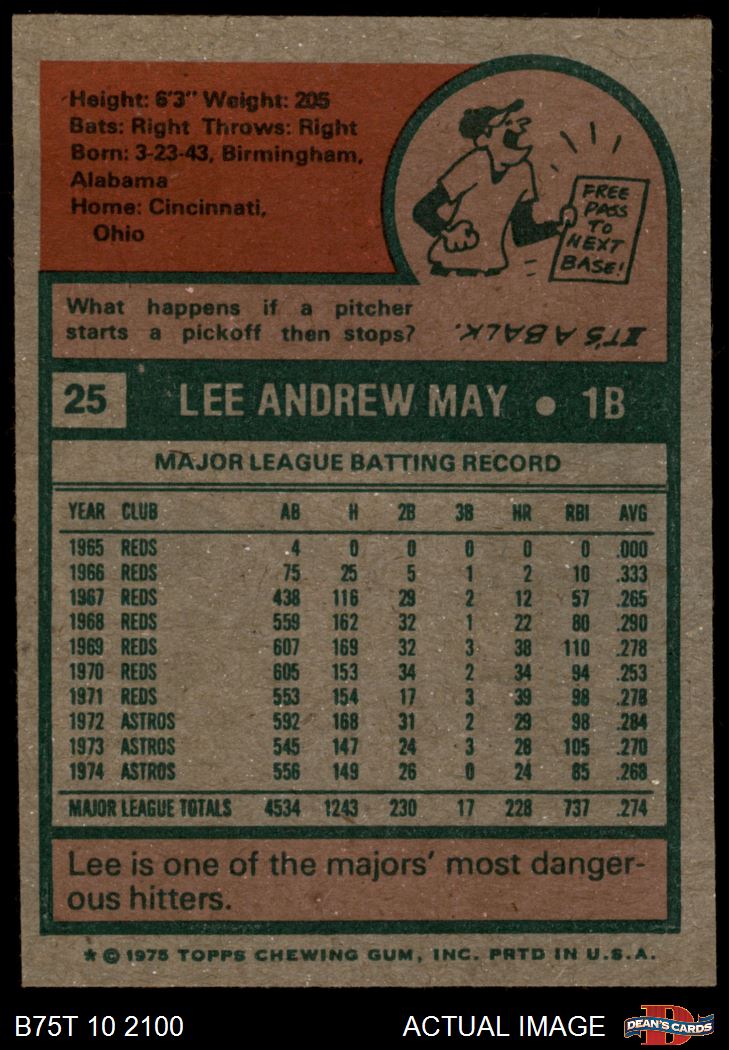 Height: 6'3" Weight: 205
Bats: Right Throws: Right
Born: 3-23-43, Birmingham,
Alabama
Home: Cincinnati,
Ohio
FREE
PASS
TO
NEXT
BASE!
What happens if a pitcher
starts a pickoff then stops?
IT'S A BALK.
25 LEE ANDREW MAY • 1B
MAJOR LEAGUE BATTING RECORD
YEAR CLUB AB H 2B 3B HR RBI AVG
1965 REDS 4 0 0 0 0 0 .000
1966 REDS 75 25 5 1 2 10 .333
1967 REDS 438 116 29 2 12 57 .265
1968 REDS 559 162 32 1 22 80 .290
1969 REDS 607 169 32 3 38 110 .278
1970 REDS 605 153 34 2 34 94 .253
1971 REDS 553 154 17 3 39 98 .278
1972 ASTROS 592 168 31 2 29 98 .284
1973 ASTROS 545 147 24 3 28 105 .270
1974 ASTROS 556 149 26 0 24 85 .268
MAJOR LEAGUE TOTALS 4534 1243 230 17 228 737 .274
Lee is one of the majors' most danger-
ous hitters.
* © 1975 TOPPS CHEWING GUM, INC. PRTD IN U.S.A.
B75T 10 2100 ACTUAL IMAGE
D
DEAN'S CARDS